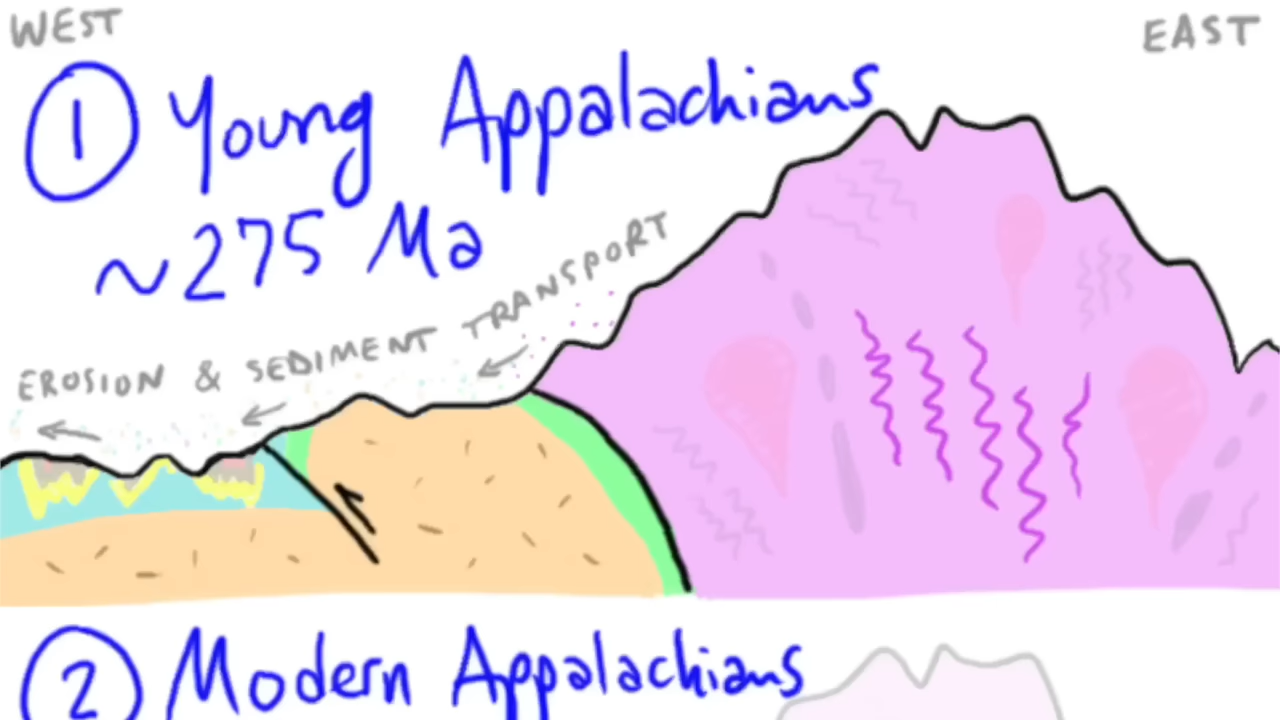 WEST
EAST
① Young Appalachians
~275 Ma
EROSION & SEDIMENT TRANSPORT
② Modern Appalachians